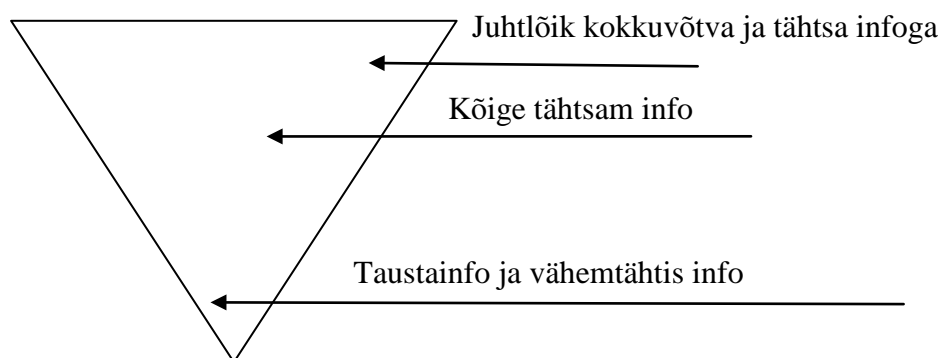 Juhtlõik kokkuvõtva ja tähtsa infoga
Kõige tähtsam info
Taustainfo ja vähemtähtis info